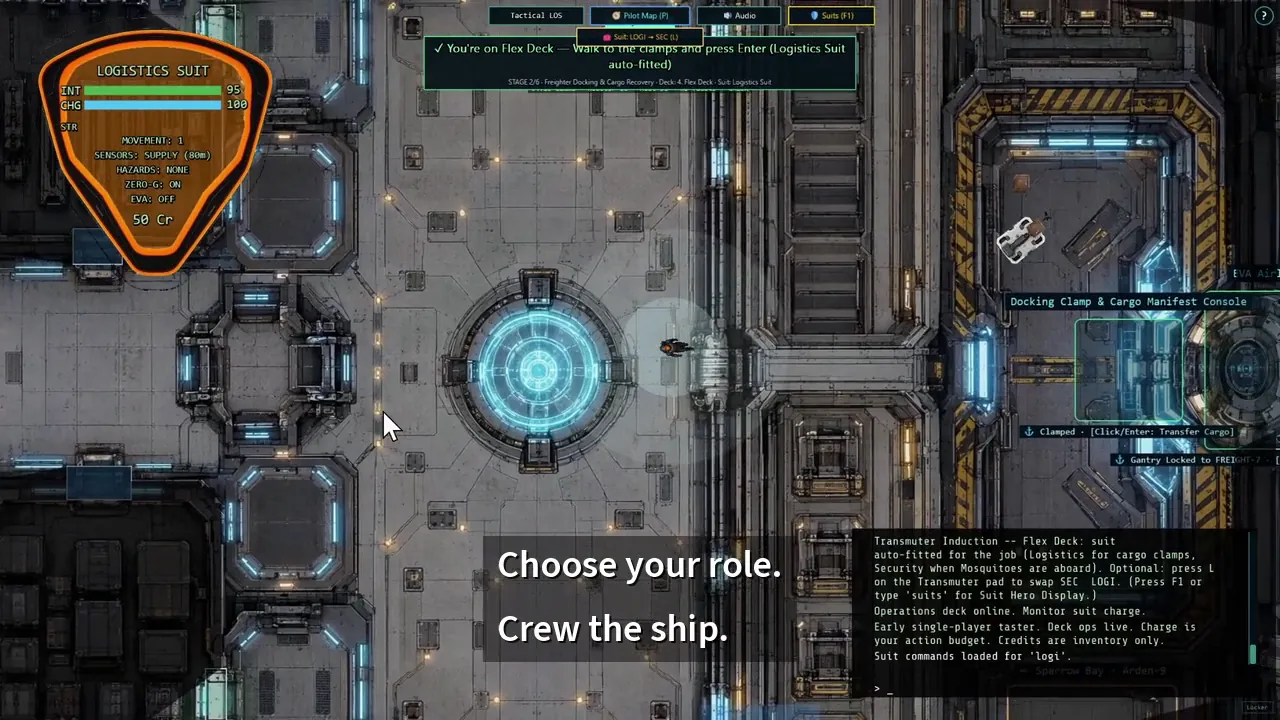 Tactical LOS
Pilot Map (P)
Audio
Suits (F1)
?
Suit: LOGI → SEC (L)
✓ You're on Flex Deck — Walk to the clamps and press Enter (Logistics Suit
auto-fitted)
STAGE 2/6 · Freighter Docking & Cargo Recovery · Deck: 4. Flex Deck · Suit: Logistics Suit
LOGISTICS SUIT
INT 95
CHG 100
STR
MOVEMENT: 1
SENSORS: SUPPLY (80m)
HAZARDS: NONE
ZERO-G: ON
EVA: OFF
50 Cr
Docking Clamp & Cargo Manifest Console
Clamped · [Click/Enter: Transfer Cargo]
Gantry Locked to FREIGHT-7 · [
Choose your role.
Crew the ship.
Transmuter Induction -- Flex Deck: suit
auto-fitted for the job (Logistics for cargo clamps,
Security when Mosquitoes are aboard). Optional: press L
on the Transmuter pad to swap SEC LOGI. (Press F1 or
type 'suits' for Suit Hero Display.)
Operations deck online. Monitor suit charge.
Early single-player taster. Deck ops live. Charge is
your action budget. Credits are inventory only.
Suit commands loaded for 'logi'.
— Sparrow Bay · Arden-9
> _
Locker